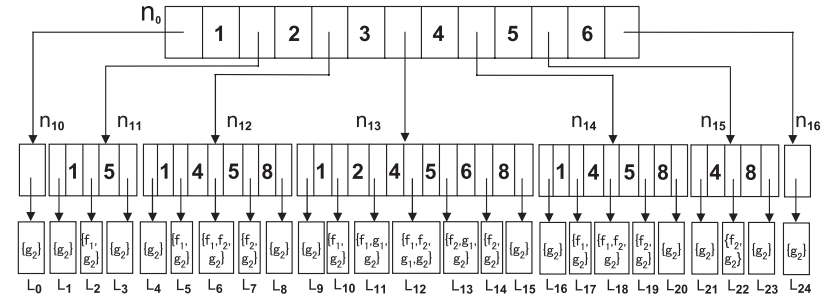 n₀ 1 2 3 4 5 6
n₁₀ n₁₁ n₁₂ n₁₃ n₁₄ n₁₅ n₁₆
1 5 1 4 5 8 1 2 4 5 6 8 1 4 5 8 4 8
{g₂} {g₂} {f₁, g₂} {g₂} {g₂} {f₁, g₂} {f₁,f₂, g₂} {f₂, g₂} {g₂} {g₂} {f₁, g₂} {f₁,g₁, g₂} {f₁,f₂, g₁,g₂} {f₂,g₁, g₂} {f₂, g₂} {g₂} {g₂} {f₁, g₂} {f₁,f₂, g₂} {f₂, g₂} {g₂} {g₂} {f₂, g₂} {g₂} {g₂}
L₀ L₁ L₂ L₃ L₄ L₅ L₆ L₇ L₈ L₉ L₁₀ L₁₁ L₁₂ L₁₃ L₁₄ L₁₅ L₁₆ L₁₇ L₁₈ L₁₉ L₂₀ L₂₁ L₂₂ L₂₃ L₂₄